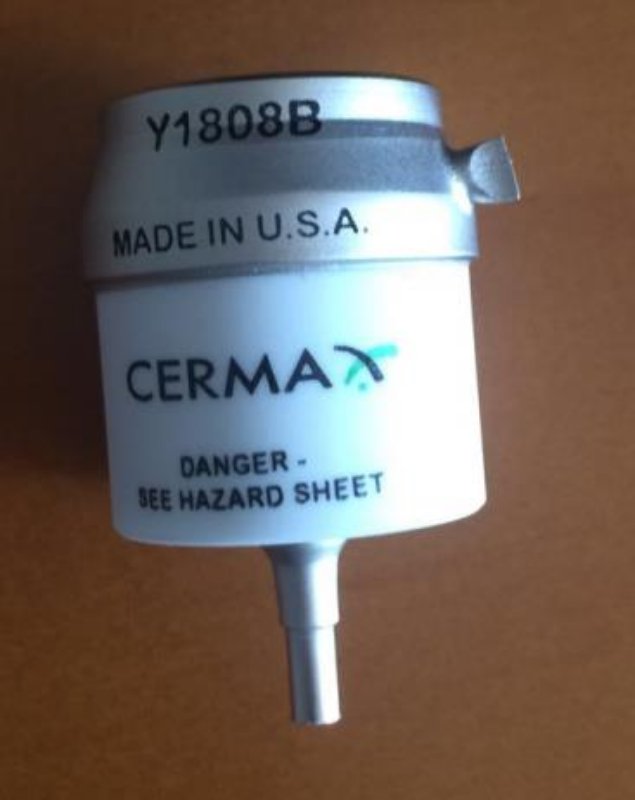 Y1808B
MADE IN U.S.A.
CERMAX
DANGER -
SEE HAZARD SHEET